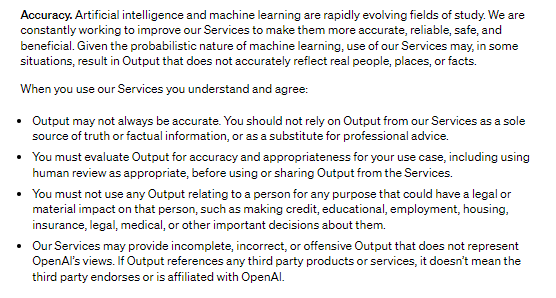 Accuracy. Artificial intelligence and machine learning are rapidly evolving fields of study. We are
constantly working to improve our Services to make them more accurate, reliable, safe, and
beneficial. Given the probabilistic nature of machine learning, use of our Services may, in some
situations, result in Output that does not accurately reflect real people, places, or facts.
When you use our Services you understand and agree:
• Output may not always be accurate. You should not rely on Output from our Services as a sole
source of truth or factual information, or as a substitute for professional advice.
• You must evaluate Output for accuracy and appropriateness for your use case, including using
human review as appropriate, before using or sharing Output from the Services.
• You must not use any Output relating to a person for any purpose that could have a legal or
material impact on that person, such as making credit, educational, employment, housing,
insurance, legal, medical, or other important decisions about them.
• Our Services may provide incomplete, incorrect, or offensive Output that does not represent
OpenAI's views. If Output references any third party products or services, it doesn't mean the
third party endorses or is affiliated with OpenAI.